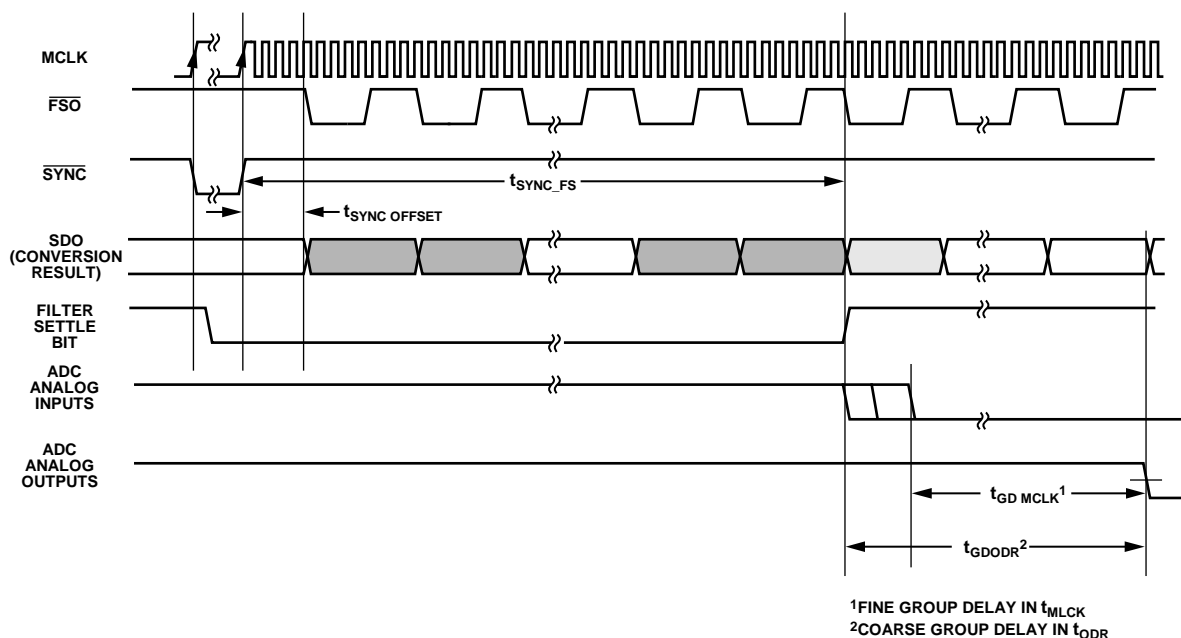 MCLK
FSO
SYNC
tSYNC_FS
tSYNC OFFSET
SDO
(CONVERSION
RESULT)
FILTER
SETTLE
BIT
ADC
ANALOG
INPUTS
ADC
ANALOG
OUTPUTS
tGD MCLK1
tGDODR2
1FINE GROUP DELAY IN tMLCK
2COARSE GROUP DELAY IN tODR